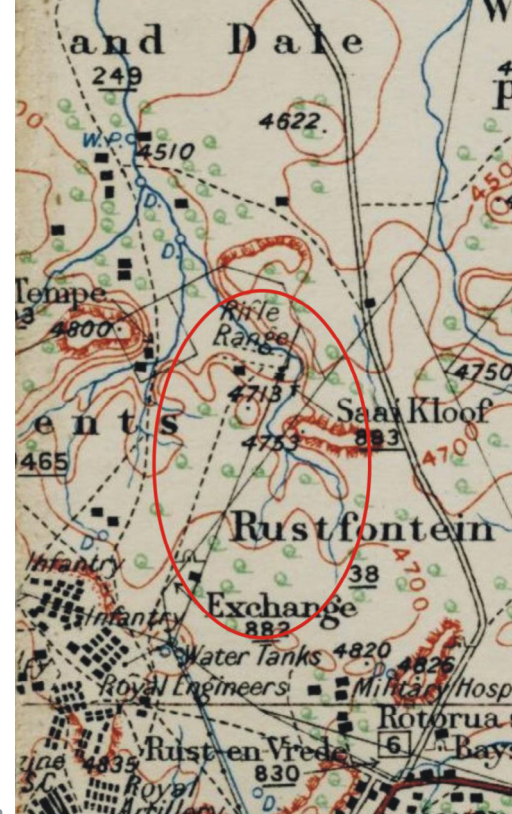 W
and Dale
249
P
4622.
W.P.
4510
450
D.
D.
Tempe
4800
Rifle
Range
4750
4713
Saai Kloof
ents
4753
883
4700
465
Rustfontein
D
Infantry
4700
38
Exchange
Infantry
882
Water Tanks
4820
4826
D
Royal Engineers
Military Hosp
Rotorua
6
Rust-en-Vrede
Bays
830
4835
Royal
Artillery
D.